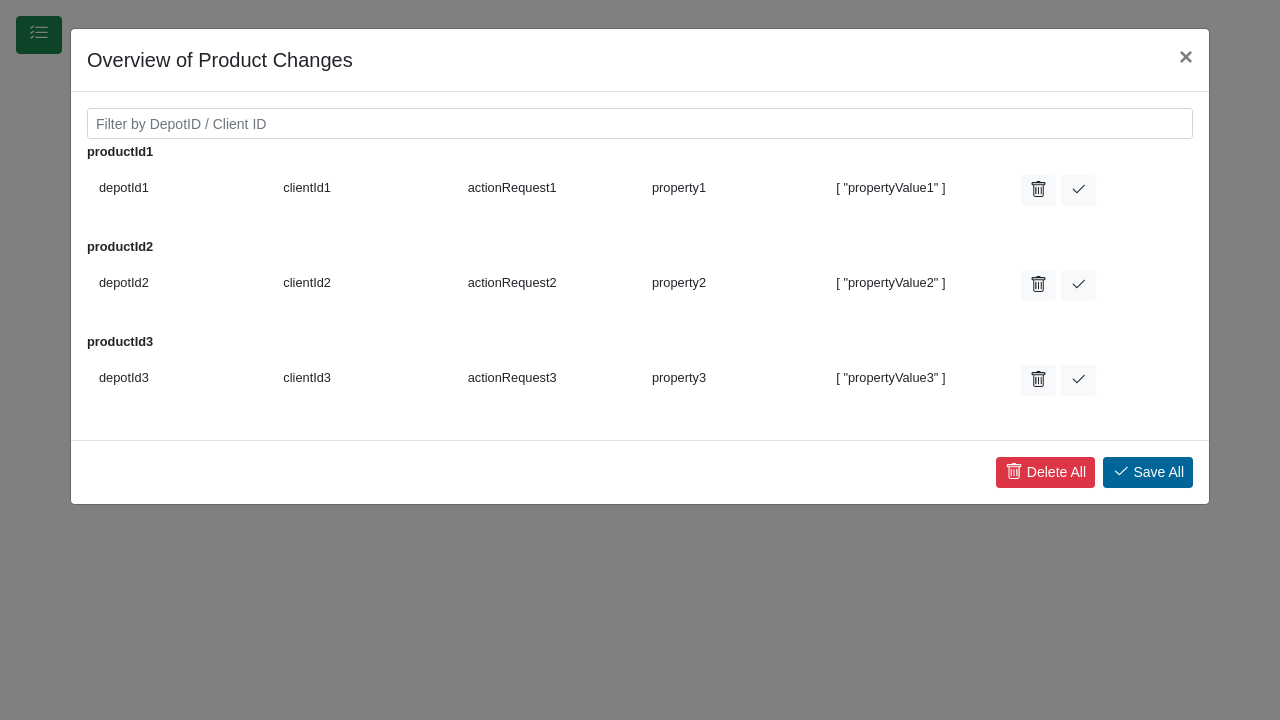 Overview of Product Changes ×
Filter by DepotID / Client ID
productId1
depotId1 clientId1 actionRequest1 property1 [ "propertyValue1" ]
productId2
depotId2 clientId2 actionRequest2 property2 [ "propertyValue2" ]
productId3
depotId3 clientId3 actionRequest3 property3 [ "propertyValue3" ]
Delete All Save All